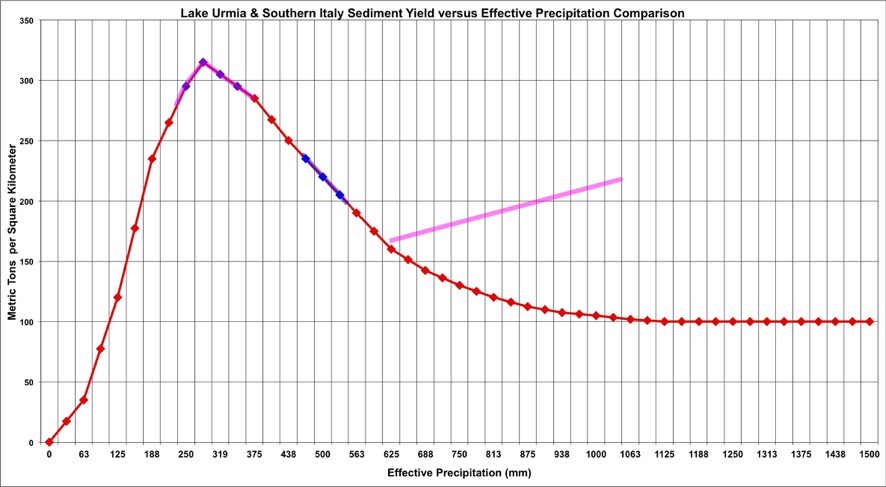 Lake Urmia & Southern Italy Sediment Yield versus Effective Precipitation Comparison
350
300
250
200
150
100
50
0
Metric Tons per Square Kilometer
0 63 125 188 250 319 375 438 500 563 625 688 750 813 875 938 1000 1063 1125 1188 1250 1313 1375 1438 1500
Effective Precipitation (mm)